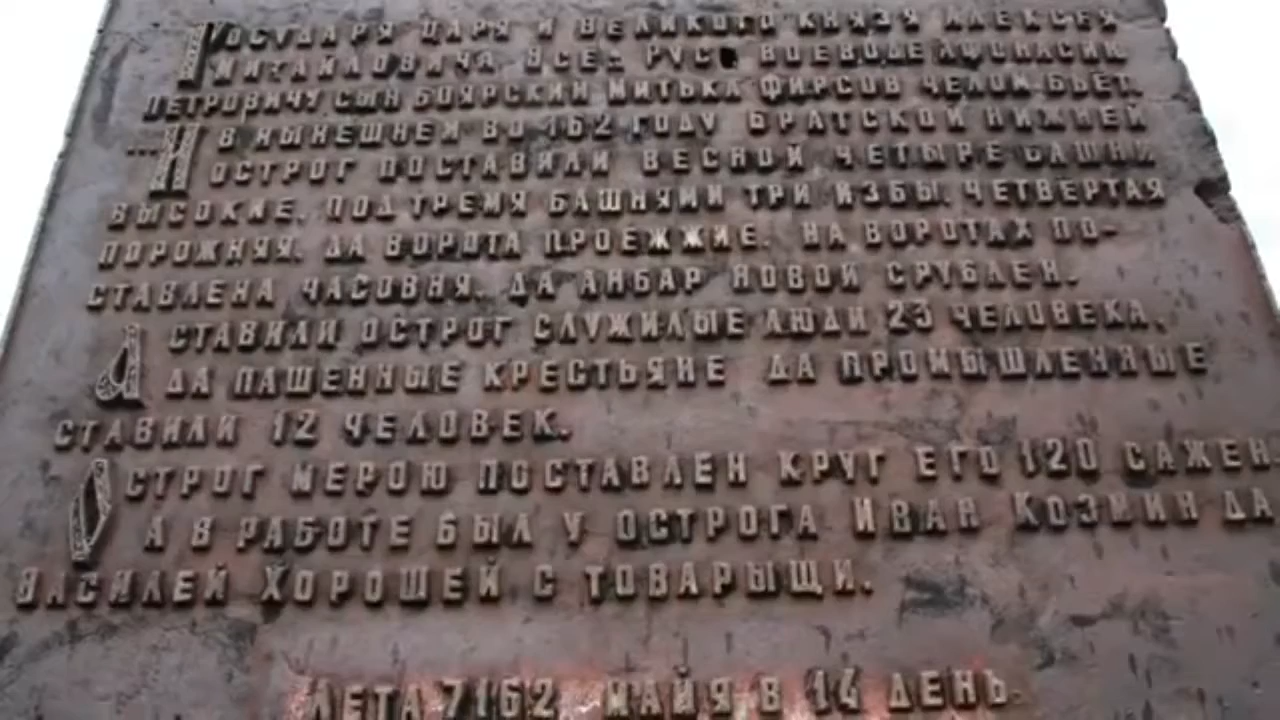 ГОСУДАРЯ ЦАРЯ И ВЕЛИКОГО КНЯЗЯ АЛЕКСЕЯ
МИХАЙЛОВИЧА ВСЕЯ РУСИ ВОЕВОДЕ АФОНАСИЮ
ПЕТРОВИЧУ СЫН БОЯРСКИЙ МИТЬКА ФИРСОВ ЧЕЛОМ БЬЁТ.
...И В НЫНЕШНЕМ ВО 162 ГОДУ БРАТСКОЙ НИЖНЕЙ
ОСТРОГ ПОСТАВИЛИ ВЕСНОЙ ЧЕТЫРЕ БАШНИ
ВЫСОКИЕ. ПОД ТРЕМЯ БАШНЯМИ ТРИ ИЗБЫ, ЧЕТВЕРТАЯ
ПОРОЖНЯЯ. ДА ВОРОТА ПРОЕЖЖИЕ. НА ВОРОТАХ ПО-
СТАВЛЕНА ЧАСОВНЯ. ДА АНБАР НОВОЙ СРУБЛЕН.
А СТАВИЛИ ОСТРОГ СЛУЖИЛЫЕ ЛЮДИ 23 ЧЕЛОВЕКА,
ДА ПАШЕННЫЕ КРЕСТЬЯНЕ ДА ПРОМЫШЛЕННЫЕ
СТАВИЛИ 12 ЧЕЛОВЕК.
ОСТРОГ МЕРОЮ ПОСТАВЛЕН КРУГ ЕГО 120 САЖЕН.
А В РАБОТЕ БЫЛ У ОСТРОГА ИВАН КОЗМИН ДА
ВАСИЛЕЙ ХОРОШЕЙ С ТОВАРЫЩИ.
ЛЕТА 7162 МАЙЯ В 14 ДЕНЬ.